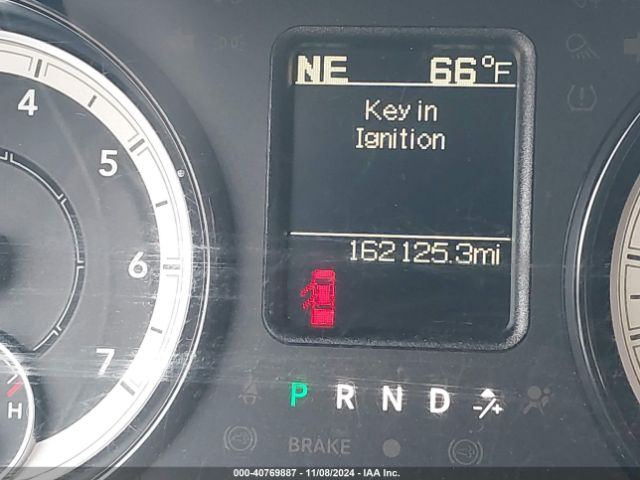 NE 66°F
Key in
Ignition
162125.3mi
4
5
6
7
H
P R N D
BRAKE
000-40769887 - 11/08/2024 - IAA Inc.